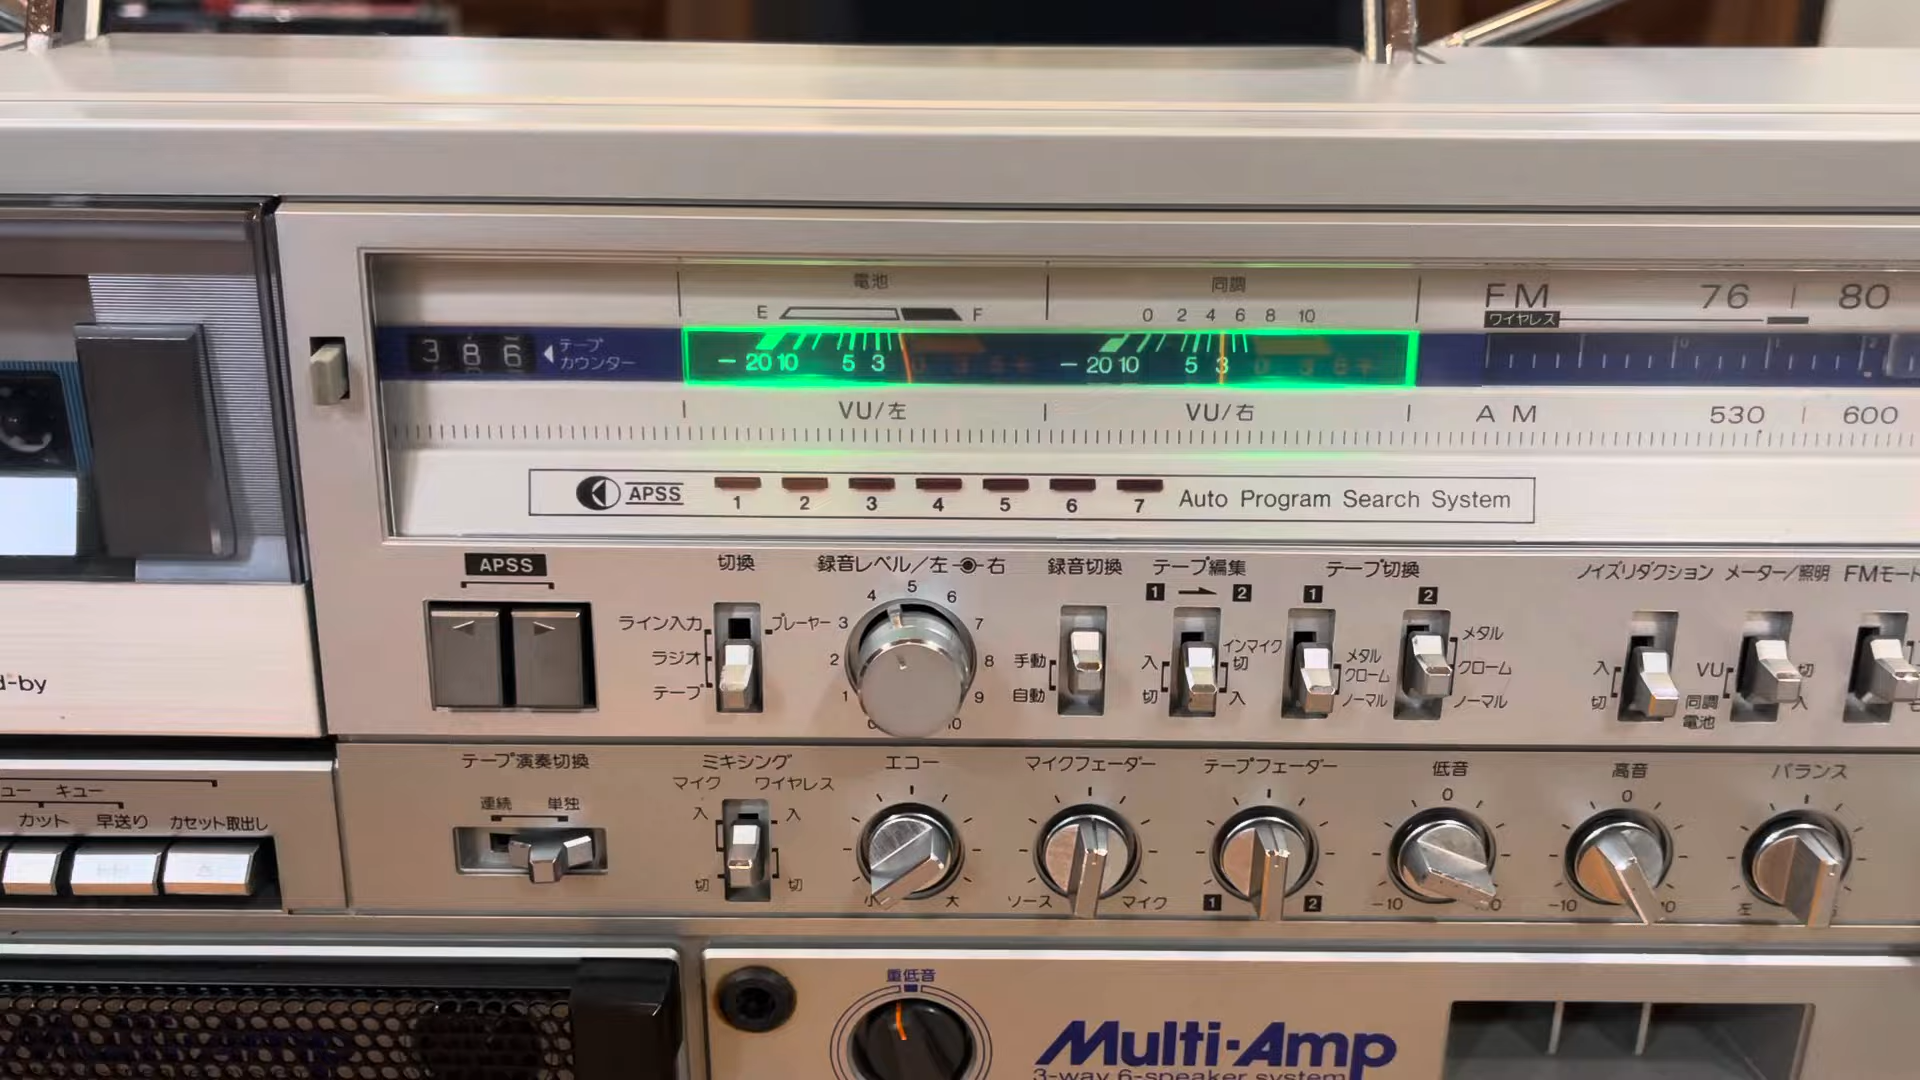 電池
同調
E F
0 2 4 6 8 10
FM 76 80
ワイヤレス
386
テープ
カウンター
− 20 10 5 3
− 20 10 5 3
VU/左
VU/右
AM 530 600
APSS 1 2 3 4 5 6 7 Auto Program Search System
APSS
切換
録音レベル/左 右
録音切換
テープ編集
テープ切換
ノイズリダクション
メーター/照明
FMモード
1 2
1
2
ライン入力
プレーヤー
ラジオ
テープ
1 2 3 4 5 6 7 8 9
手動
自動
入
切
インマイク
切
入
メタル
クローム
ノーマル
メタル
クローム
ノーマル
入
切
VU
同調
電池
切
入
d-by
テープ演奏切換
連続 単独
ミキシング
マイク ワイヤレス
入 入
切 切
エコー
小 大
マイクフェーダー
ソース マイク
テープフェーダー
1 2
低音
0
−10
高音
0
−10
バランス
左
キュー
カット
早送り
カセット取出し
重低音
Multi-Amp
3-way 6-speaker system